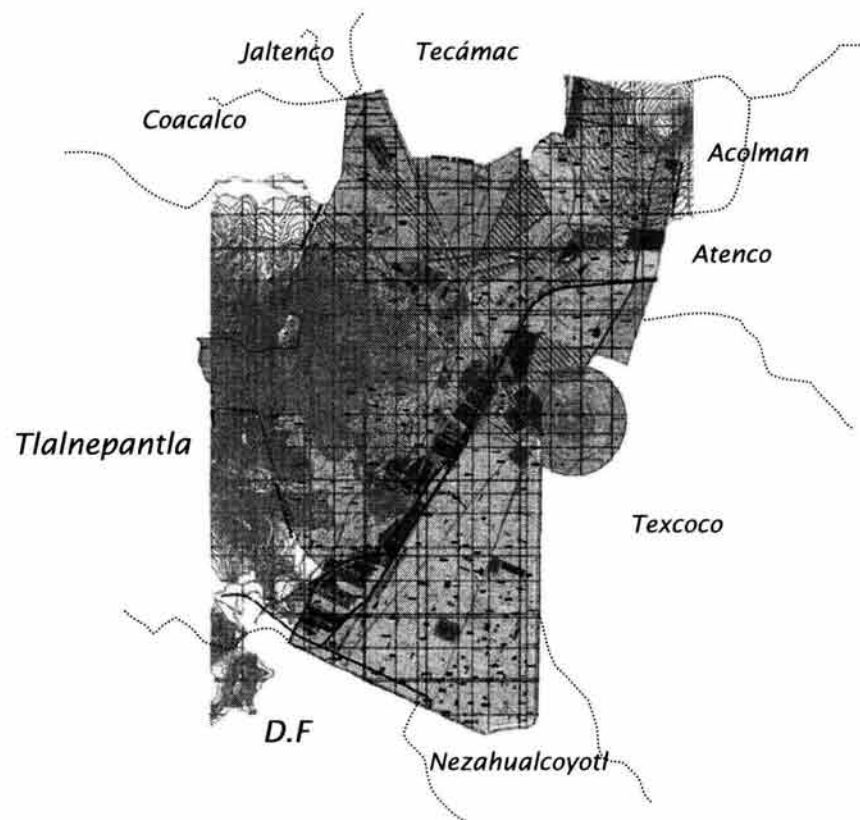 Jaltenco
Tecámac
Coacalco
Acolman
Atenco
Tlalnepantla
Texcoco
D.F
Nezahualcoyotl